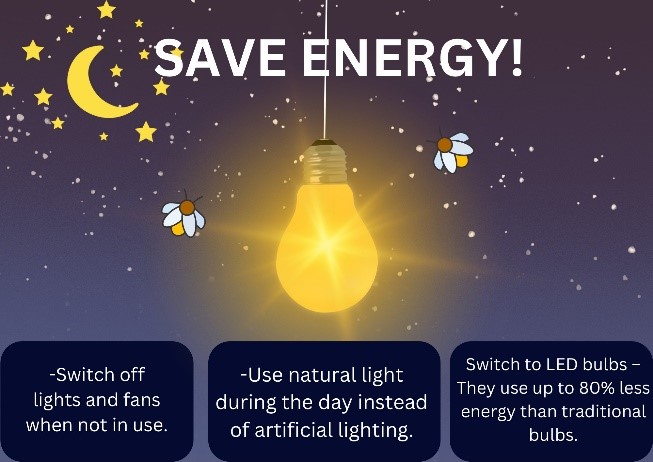 SAVE ENERGY!
-Switch off
lights and fans
when not in use.
-Use natural light
during the day instead
of artificial lighting.
Switch to LED bulbs –
They use up to 80% less
energy than traditional
bulbs.